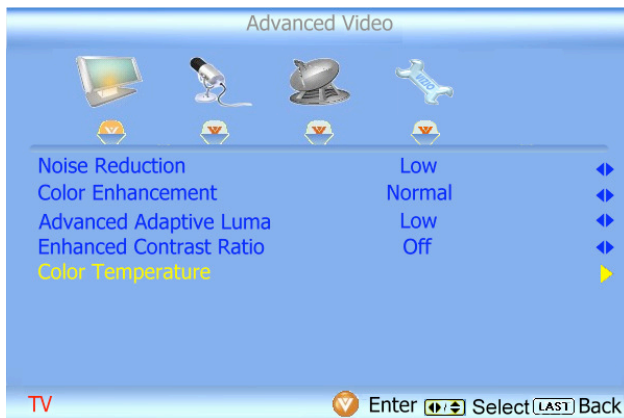 Advanced Video
VIZIO
Noise Reduction Low
Color Enhancement Normal
Advanced Adaptive Luma Low
Enhanced Contrast Ratio Off
Color Temperature
TV Enter Select LAST Back